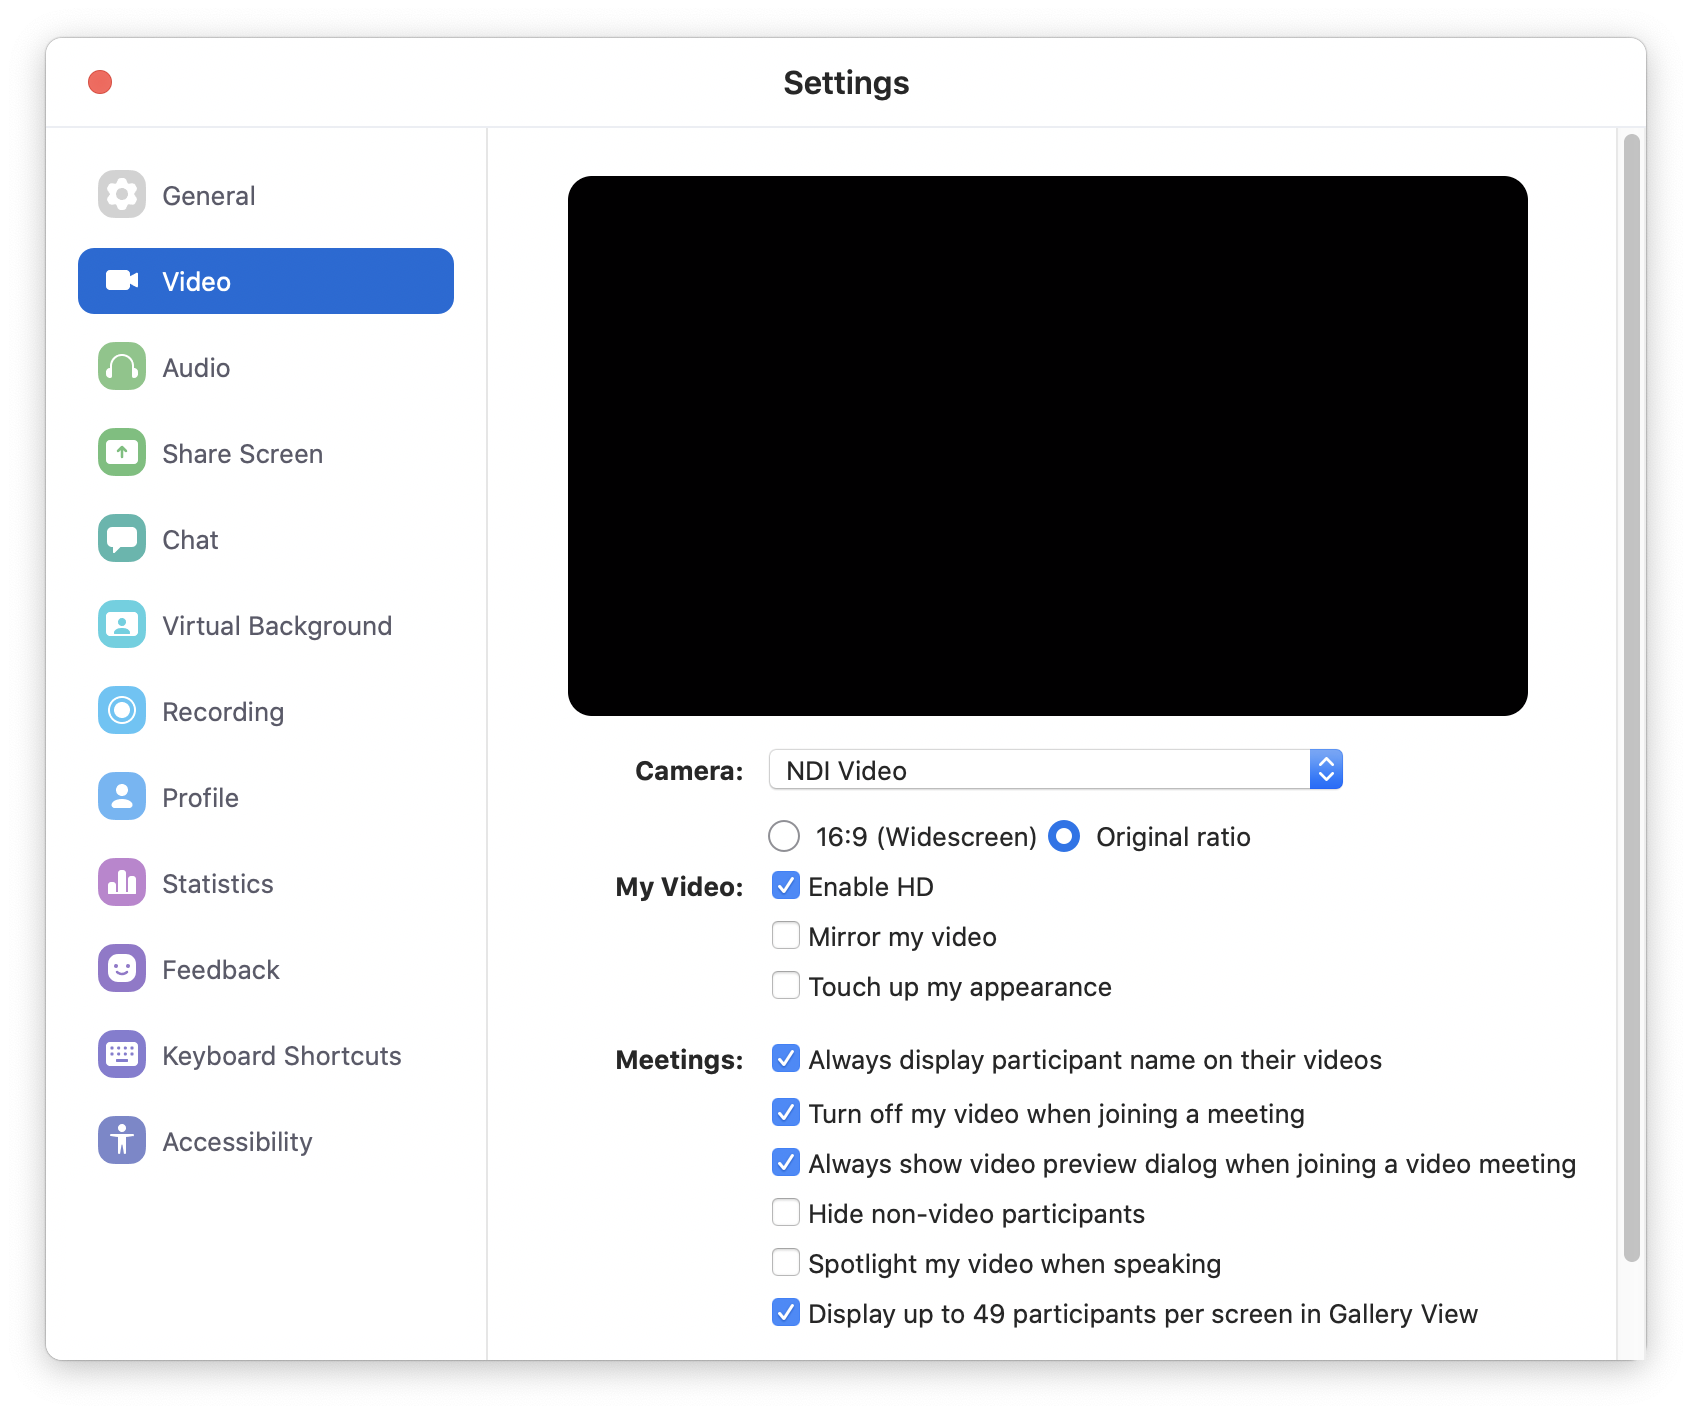 Settings
General
Video
Audio
Share Screen
Chat
Virtual Background
Recording
Profile
Statistics
Feedback
Keyboard Shortcuts
Accessibility
Camera: NDI Video
16:9 (Widescreen) Original ratio
My Video: Enable HD
Mirror my video
Touch up my appearance
Meetings: Always display participant name on their videos
Turn off my video when joining a meeting
Always show video preview dialog when joining a video meeting
Hide non-video participants
Spotlight my video when speaking
Display up to 49 participants per screen in Gallery View